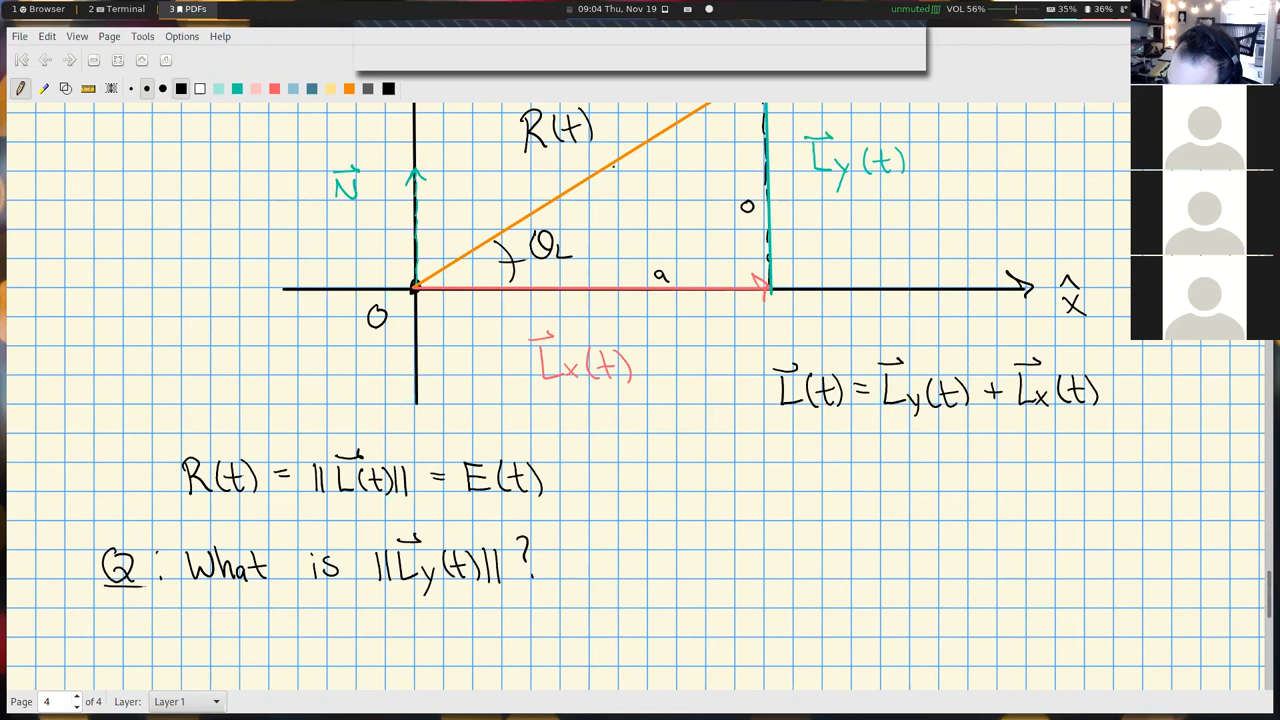 1 Browser 2 Terminal 3 PDFs 09:04 Thu, Nov 19 unmuted VOL 56% 35% 36%
File Edit View Page Tools Options Help
R(t)
L⃗y(t)
N⃗
o
θL
a
O
x̂
L⃗x(t)
L⃗(t) = L⃗y(t) + L⃗x(t)
R(t) = ||L⃗(t)|| = E(t)
Q: What is ||L⃗y(t)||?
Page 4 of 4 Layer: Layer 1